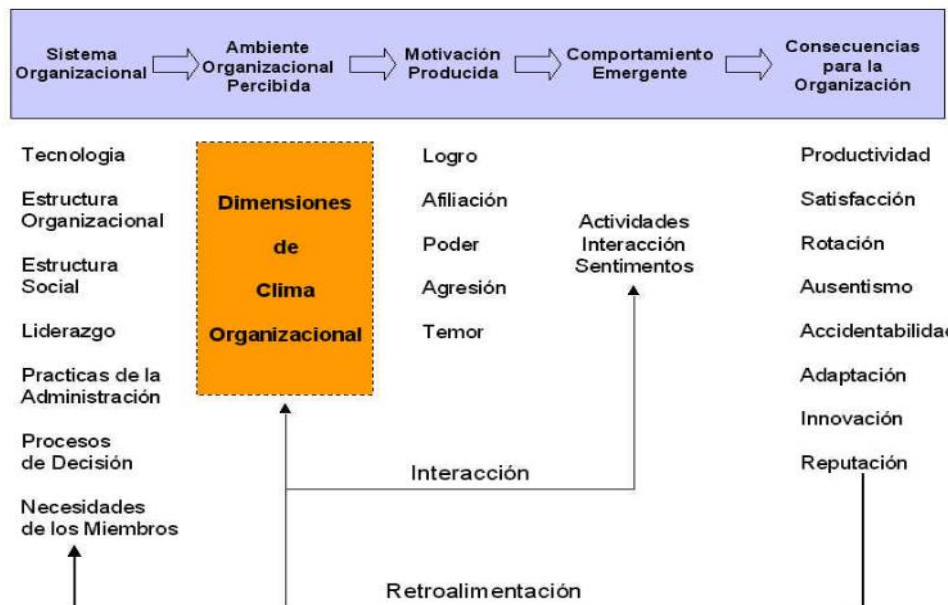 Sistema
Organizacional
Ambiente
Organizacional
Percibida
Motivación
Producida
Comportamiento
Emergente
Consecuencias
para la
Organización
Tecnologia
Estructura
Organizacional
Estructura
Social
Liderazgo
Practicas de la
Administración
Procesos
de Decisión
Necesidades
de los Miembros
Dimensiones
de
Clima
Organizacional
Logro
Afiliación
Poder
Agresión
Temor
Actividades
Interacción
Sentimentos
Productividad
Satisfacción
Rotación
Ausentismo
Accidentabilidad
Adaptación
Innovación
Reputación
Interacción
Retroalimentación